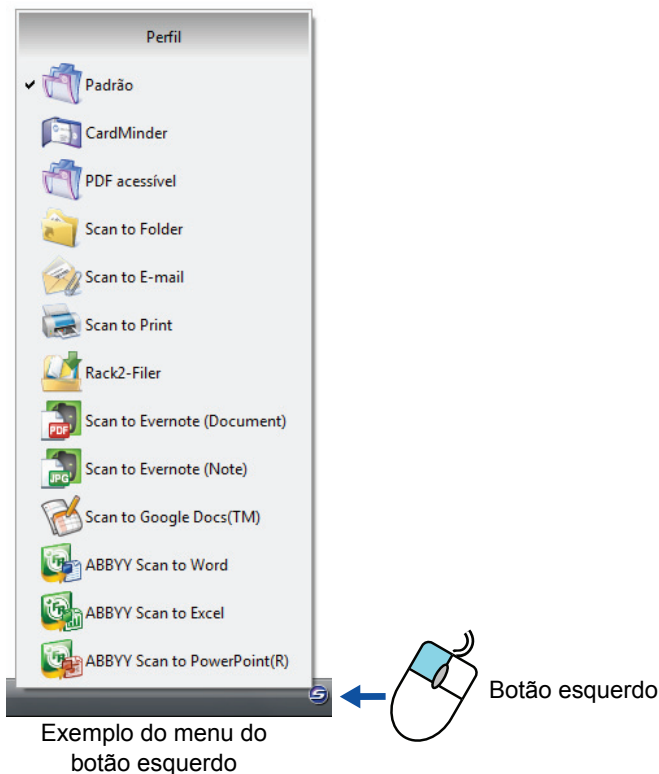 Perfil
Padrão
CardMinder
PDF acessível
Scan to Folder
Scan to E-mail
Scan to Print
Rack2-Filer
PDF
Scan to Evernote (Document)
JPG
Scan to Evernote (Note)
Scan to Google Docs(TM)
ABBYY Scan to Word
ABBYY Scan to Excel
ABBYY Scan to PowerPoint(R)
Botão esquerdo
Exemplo do menu do
botão esquerdo